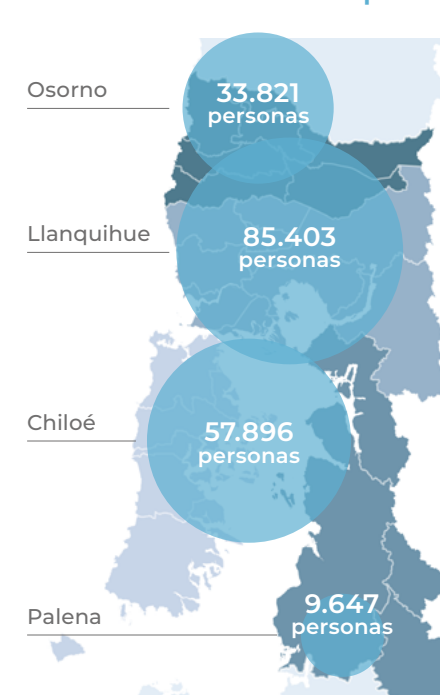 Osorno
33.821
personas
Llanquihue
85.403
personas
Chiloé
57.896
personas
Palena
9.647
personas